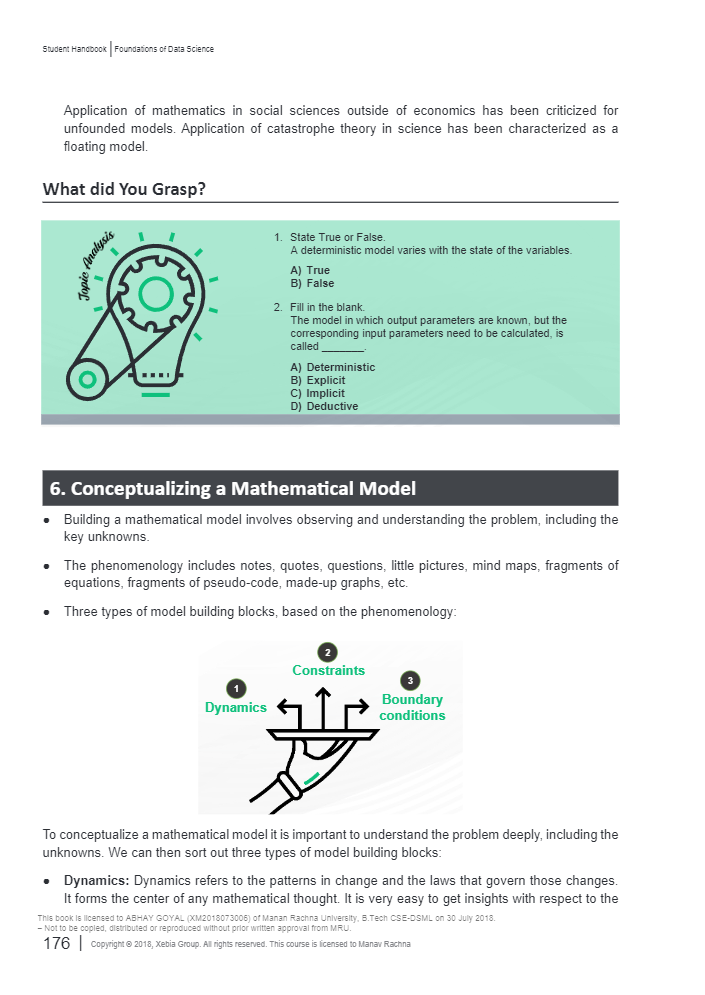 Student Handbook | Foundations of Data Science
Application of mathematics in social sciences outside of economics has been criticized for
unfounded models. Application of catastrophe theory in science has been characterized as a
floating model.
What did You Grasp?
Topic Analysis
1. State True or False.
A deterministic model varies with the state of the variables.
A) True
B) False
2. Fill in the blank.
The model in which output parameters are known, but the
corresponding input parameters need to be calculated, is
called ________.
A) Deterministic
B) Explicit
C) Implicit
D) Deductive
6. Conceptualizing a Mathematical Model
● Building a mathematical model involves observing and understanding the problem, including the
key unknowns.
● The phenomenology includes notes, quotes, questions, little pictures, mind maps, fragments of
equations, fragments of pseudo-code, made-up graphs, etc.
● Three types of model building blocks, based on the phenomenology:
1
Dynamics
2
Constraints
3
Boundary
conditions
To conceptualize a mathematical model it is important to understand the problem deeply, including the
unknowns. We can then sort out three types of model building blocks:
● Dynamics: Dynamics refers to the patterns in change and the laws that govern those changes.
It forms the center of any mathematical thought. It is very easy to get insights with respect to the
This book is licensed to ABHAY GOYAL (XM2018073006) of Manan Rachna University, B.Tech CSE-DSML on 30 July 2018.
– Not to be copied, distributed or reproduced without prior written approval from MRU.
176 | Copyright © 2018, Xebia Group. All rights reserved. This course is licensed to Manav Rachna